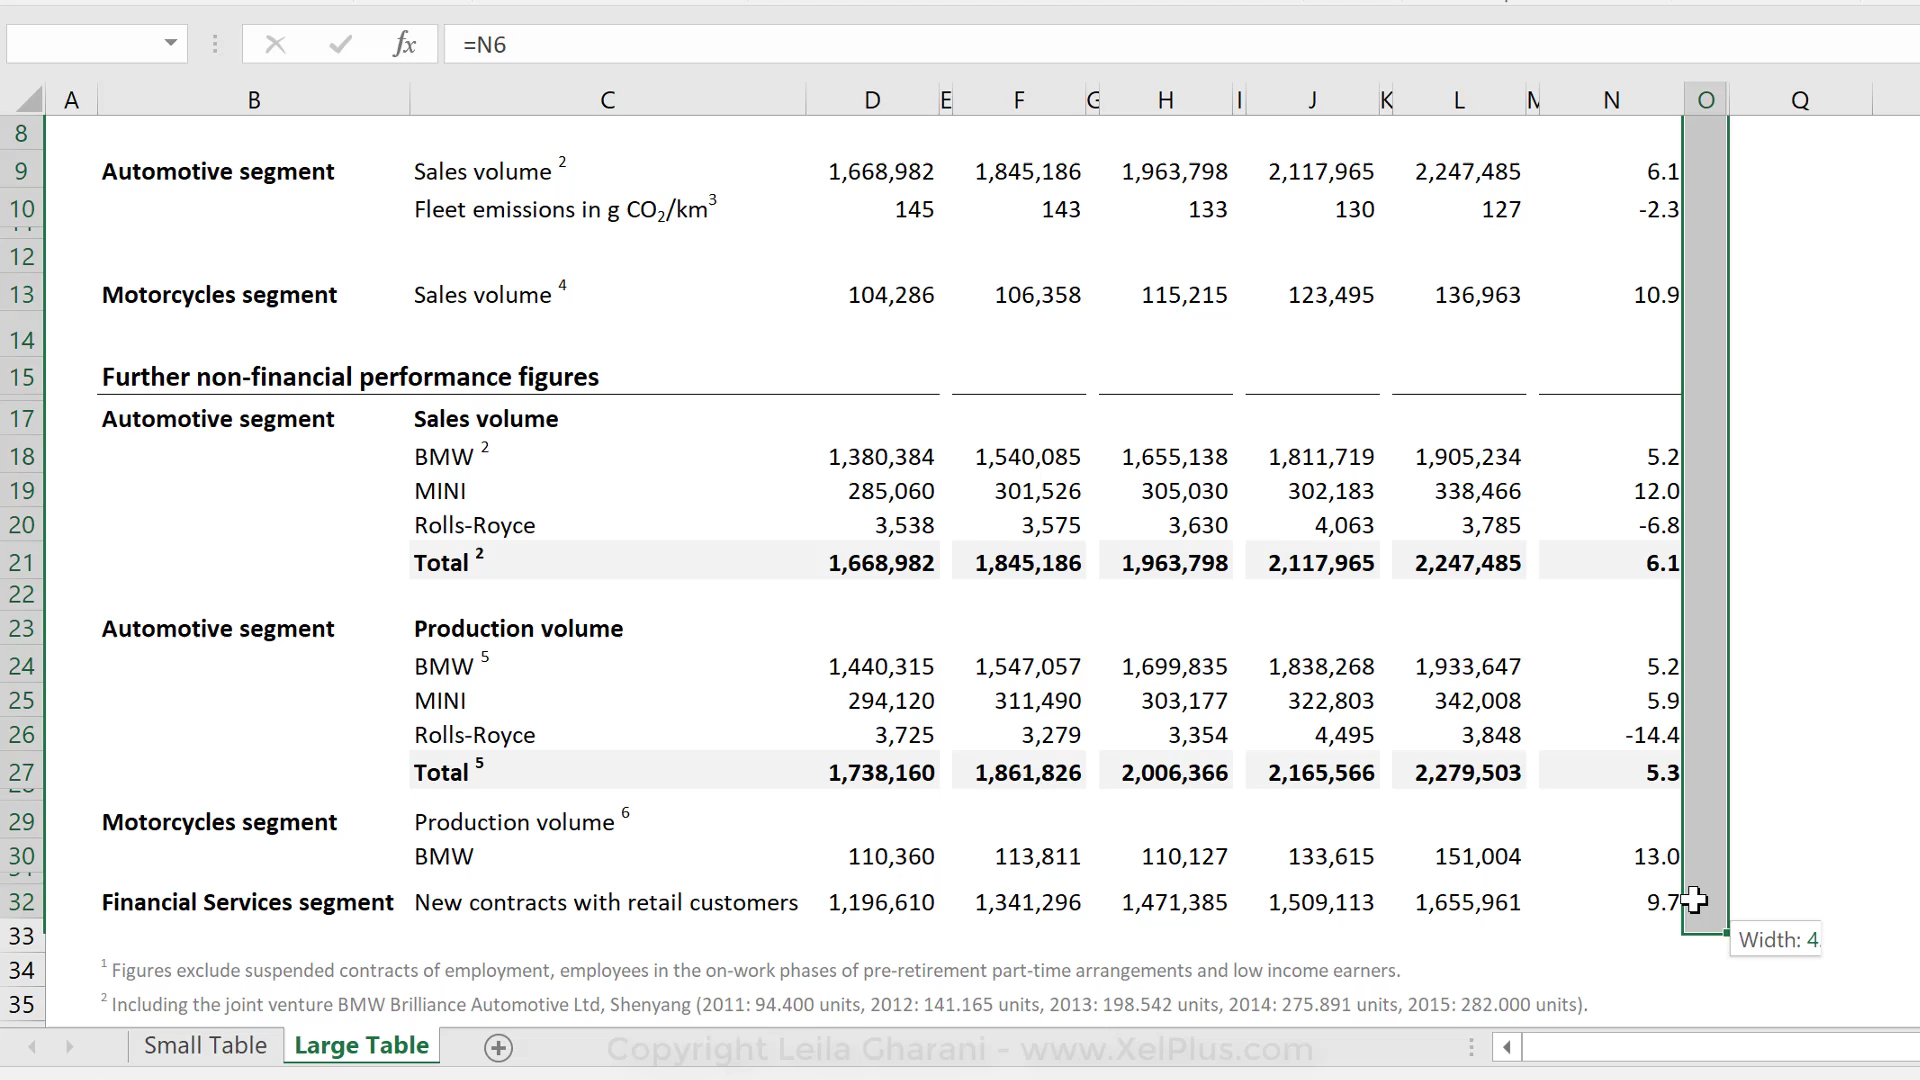 fx =N6
A B C D E F G H I J K L M N O Q
8
9 Automotive segment Sales volume 2 1,668,982 1,845,186 1,963,798 2,117,965 2,247,485 6.1
10 Fleet emissions in g CO2/km3 145 143 133 130 127 -2.3
12
13 Motorcycles segment Sales volume 4 104,286 106,358 115,215 123,495 136,963 10.9
14
15 Further non-financial performance figures
17 Automotive segment Sales volume
18 BMW 2 1,380,384 1,540,085 1,655,138 1,811,719 1,905,234 5.2
19 MINI 285,060 301,526 305,030 302,183 338,466 12.0
20 Rolls-Royce 3,538 3,575 3,630 4,063 3,785 -6.8
21 Total 2 1,668,982 1,845,186 1,963,798 2,117,965 2,247,485 6.1
22
23 Automotive segment Production volume
24 BMW 5 1,440,315 1,547,057 1,699,835 1,838,268 1,933,647 5.2
25 MINI 294,120 311,490 303,177 322,803 342,008 5.9
26 Rolls-Royce 3,725 3,279 3,354 4,495 3,848 -14.4
27 Total 5 1,738,160 1,861,826 2,006,366 2,165,566 2,279,503 5.3
29 Motorcycles segment Production volume 6
30 BMW 110,360 113,811 110,127 133,615 151,004 13.0
32 Financial Services segment New contracts with retail customers 1,196,610 1,341,296 1,471,385 1,509,113 1,655,961 9.7
33
Width: 4.
34 1 Figures exclude suspended contracts of employment, employees in the on-work phases of pre-retirement part-time arrangements and low income earners.
35 2 Including the joint venture BMW Brilliance Automotive Ltd, Shenyang (2011: 94.400 units, 2012: 141.165 units, 2013: 198.542 units, 2014: 275.891 units, 2015: 282.000 units).
Small Table Large Table Copyright Leila Gharani - www.XelPlus.com